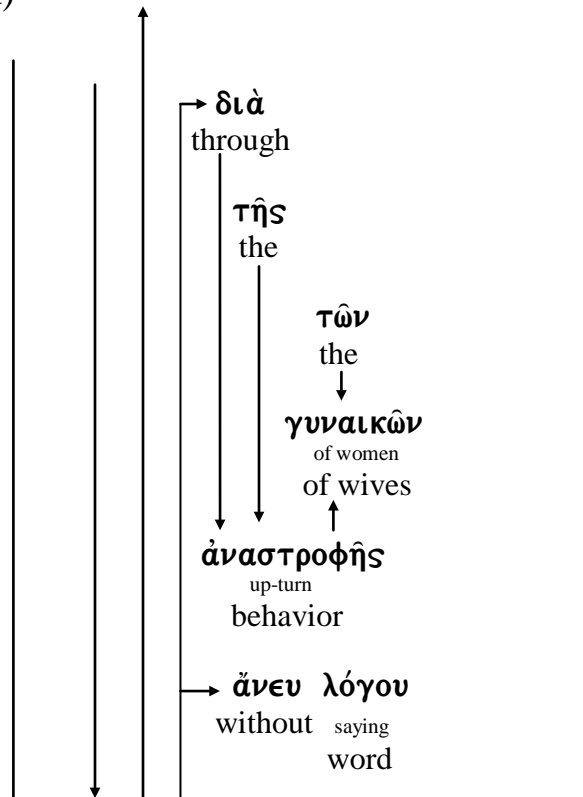 )
διὰ
through
τῆς
the
τῶν
the
γυναικῶν
of women
of wives
ἀναστροφῆς
up-turn
behavior
ἄνευ λόγου
without saying
word